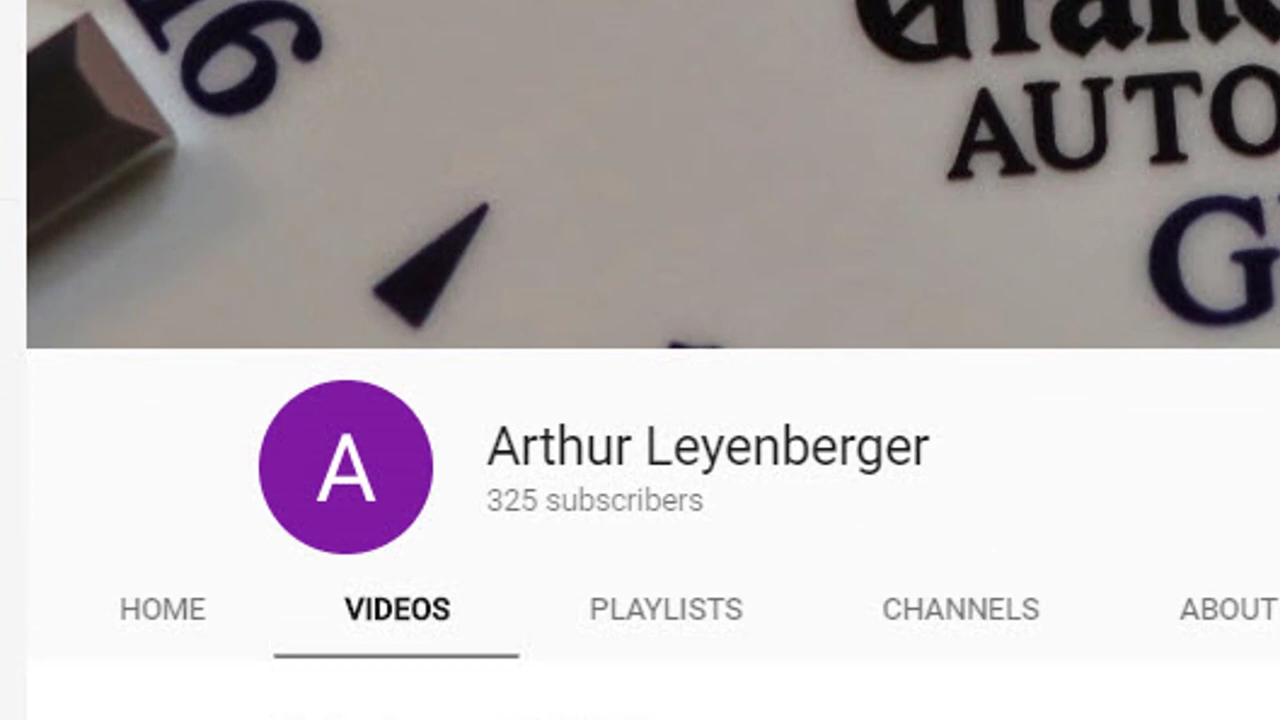 16
AUTO
G
A
Arthur Leyenberger
325 subscribers
HOME
VIDEOS
PLAYLISTS
CHANNELS
ABOUT